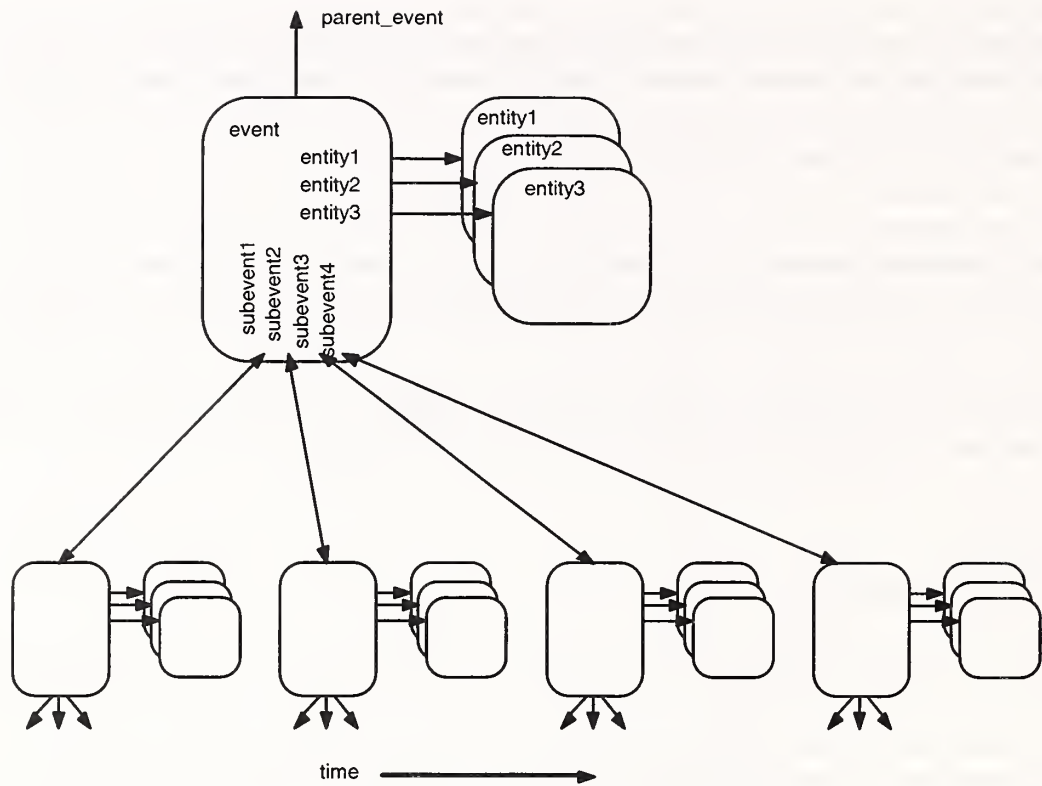 parent_event
event
entity1
entity2
entity3
entity1
entity2
entity3
subevent1
subevent2
subevent3
subevent4
time